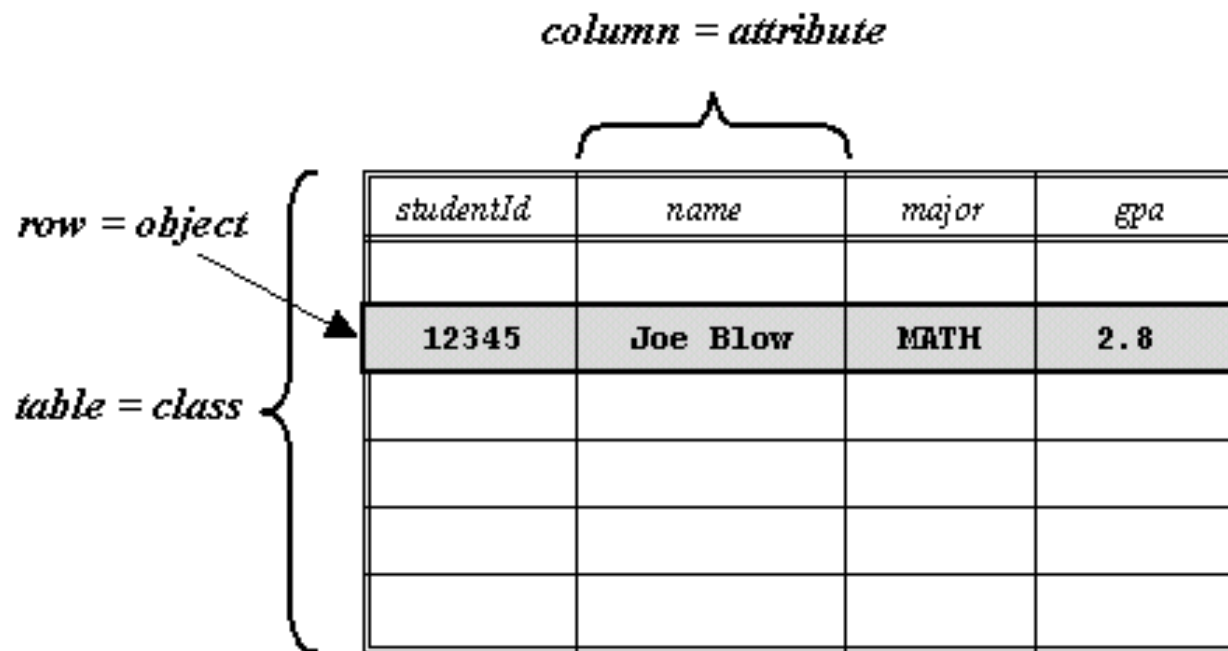 column = attribute
row = object
table = class
studentId name major gpa
12345 Joe Blow MATH 2.8